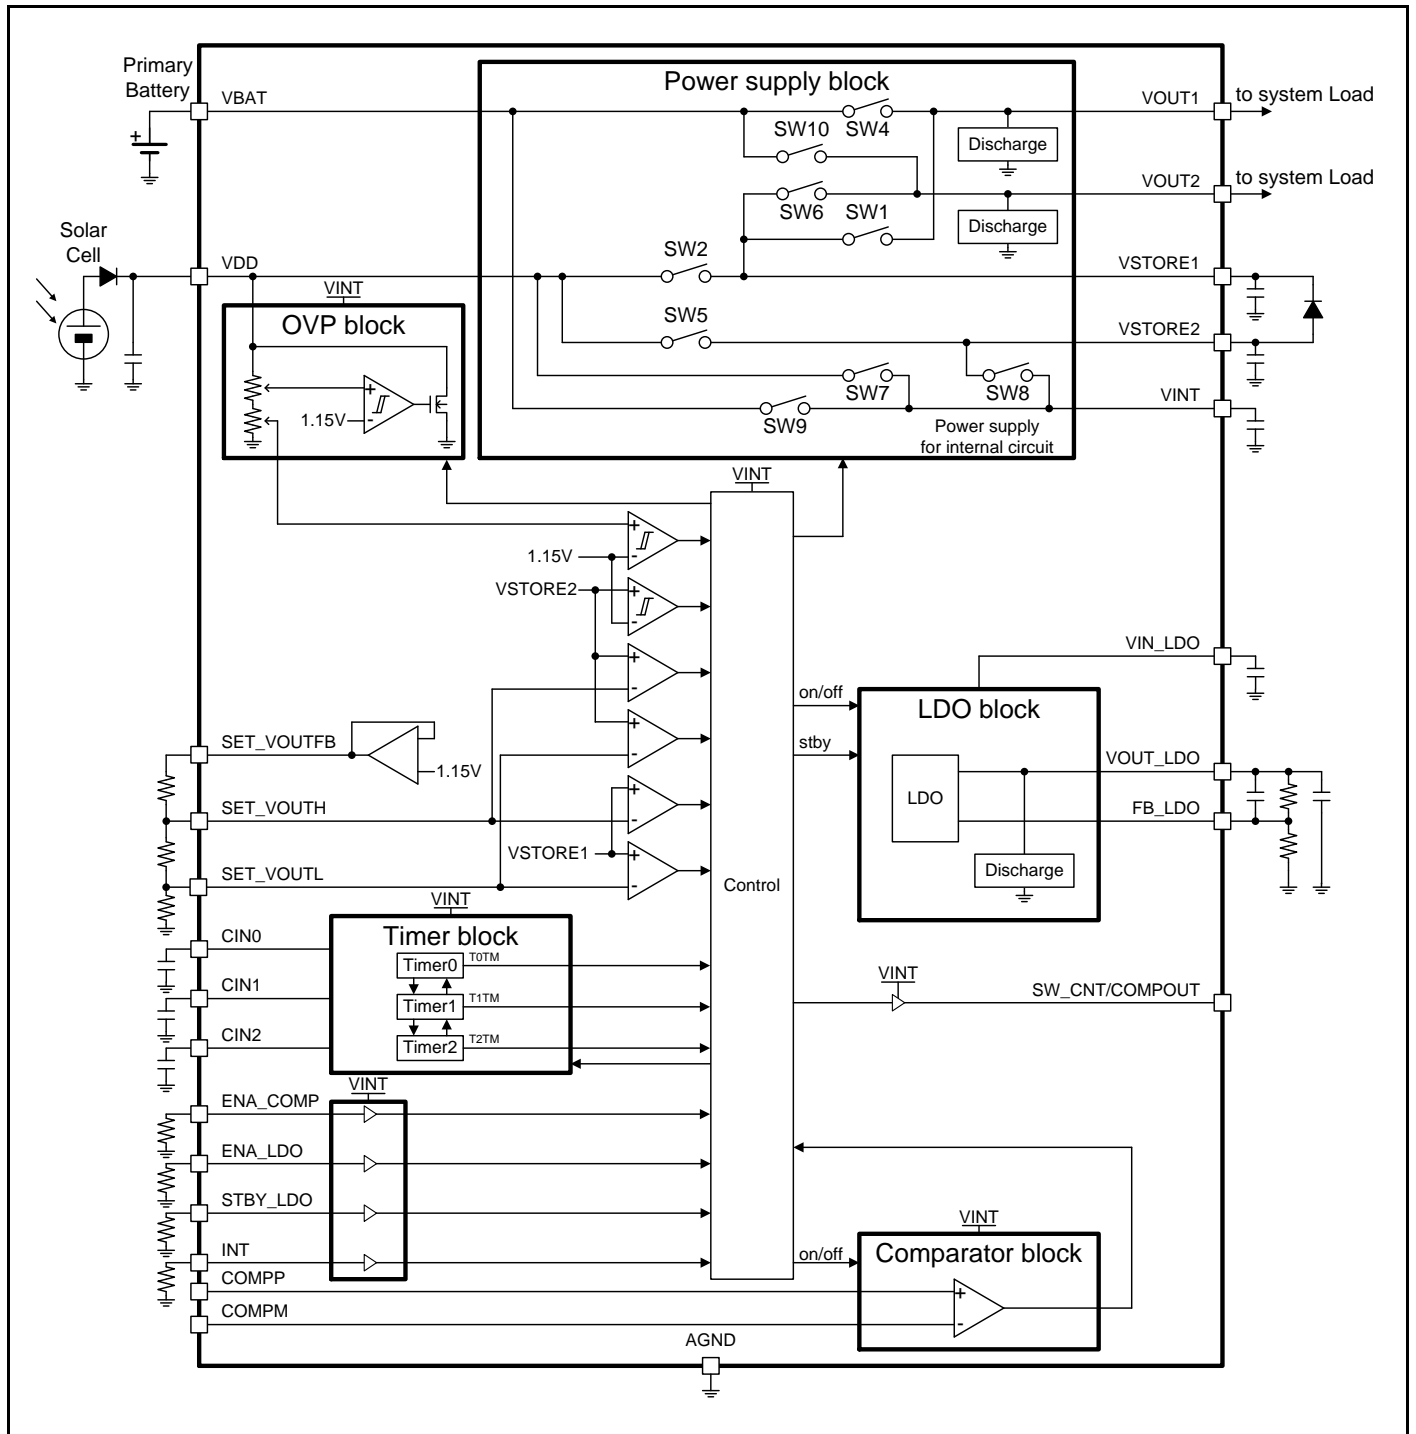 Primary
Battery
VBAT
Power supply block
VOUT1
to system Load
SW10
SW4
Discharge
VOUT2
to system Load
SW6
SW1
Discharge
Solar
Cell
VDD
SW2
VSTORE1
VINT
OVP block
SW5
VSTORE2
1.15V
SW7
SW8
VINT
SW9
Power supply
for internal circuit
+
-
VINT
+
-
1.15V
VSTORE2
+
-
+
-
VIN_LDO
on/off
LDO block
SET_VOUTFB
1.15V
+
-
stby
VOUT_LDO
LDO
SET_VOUTH
+
-
FB_LDO
VSTORE1
SET_VOUTL
+
-
Control
Discharge
VINT
Timer block
CIN0
Timer0
T0TM
CIN1
Timer1
T1TM
VINT
SW_CNT/COMPOUT
CIN2
Timer2
T2TM
VINT
ENA_COMP
ENA_LDO
STBY_LDO
INT
VINT
on/off
Comparator block
COMPP
+
COMPM
-
AGND
+